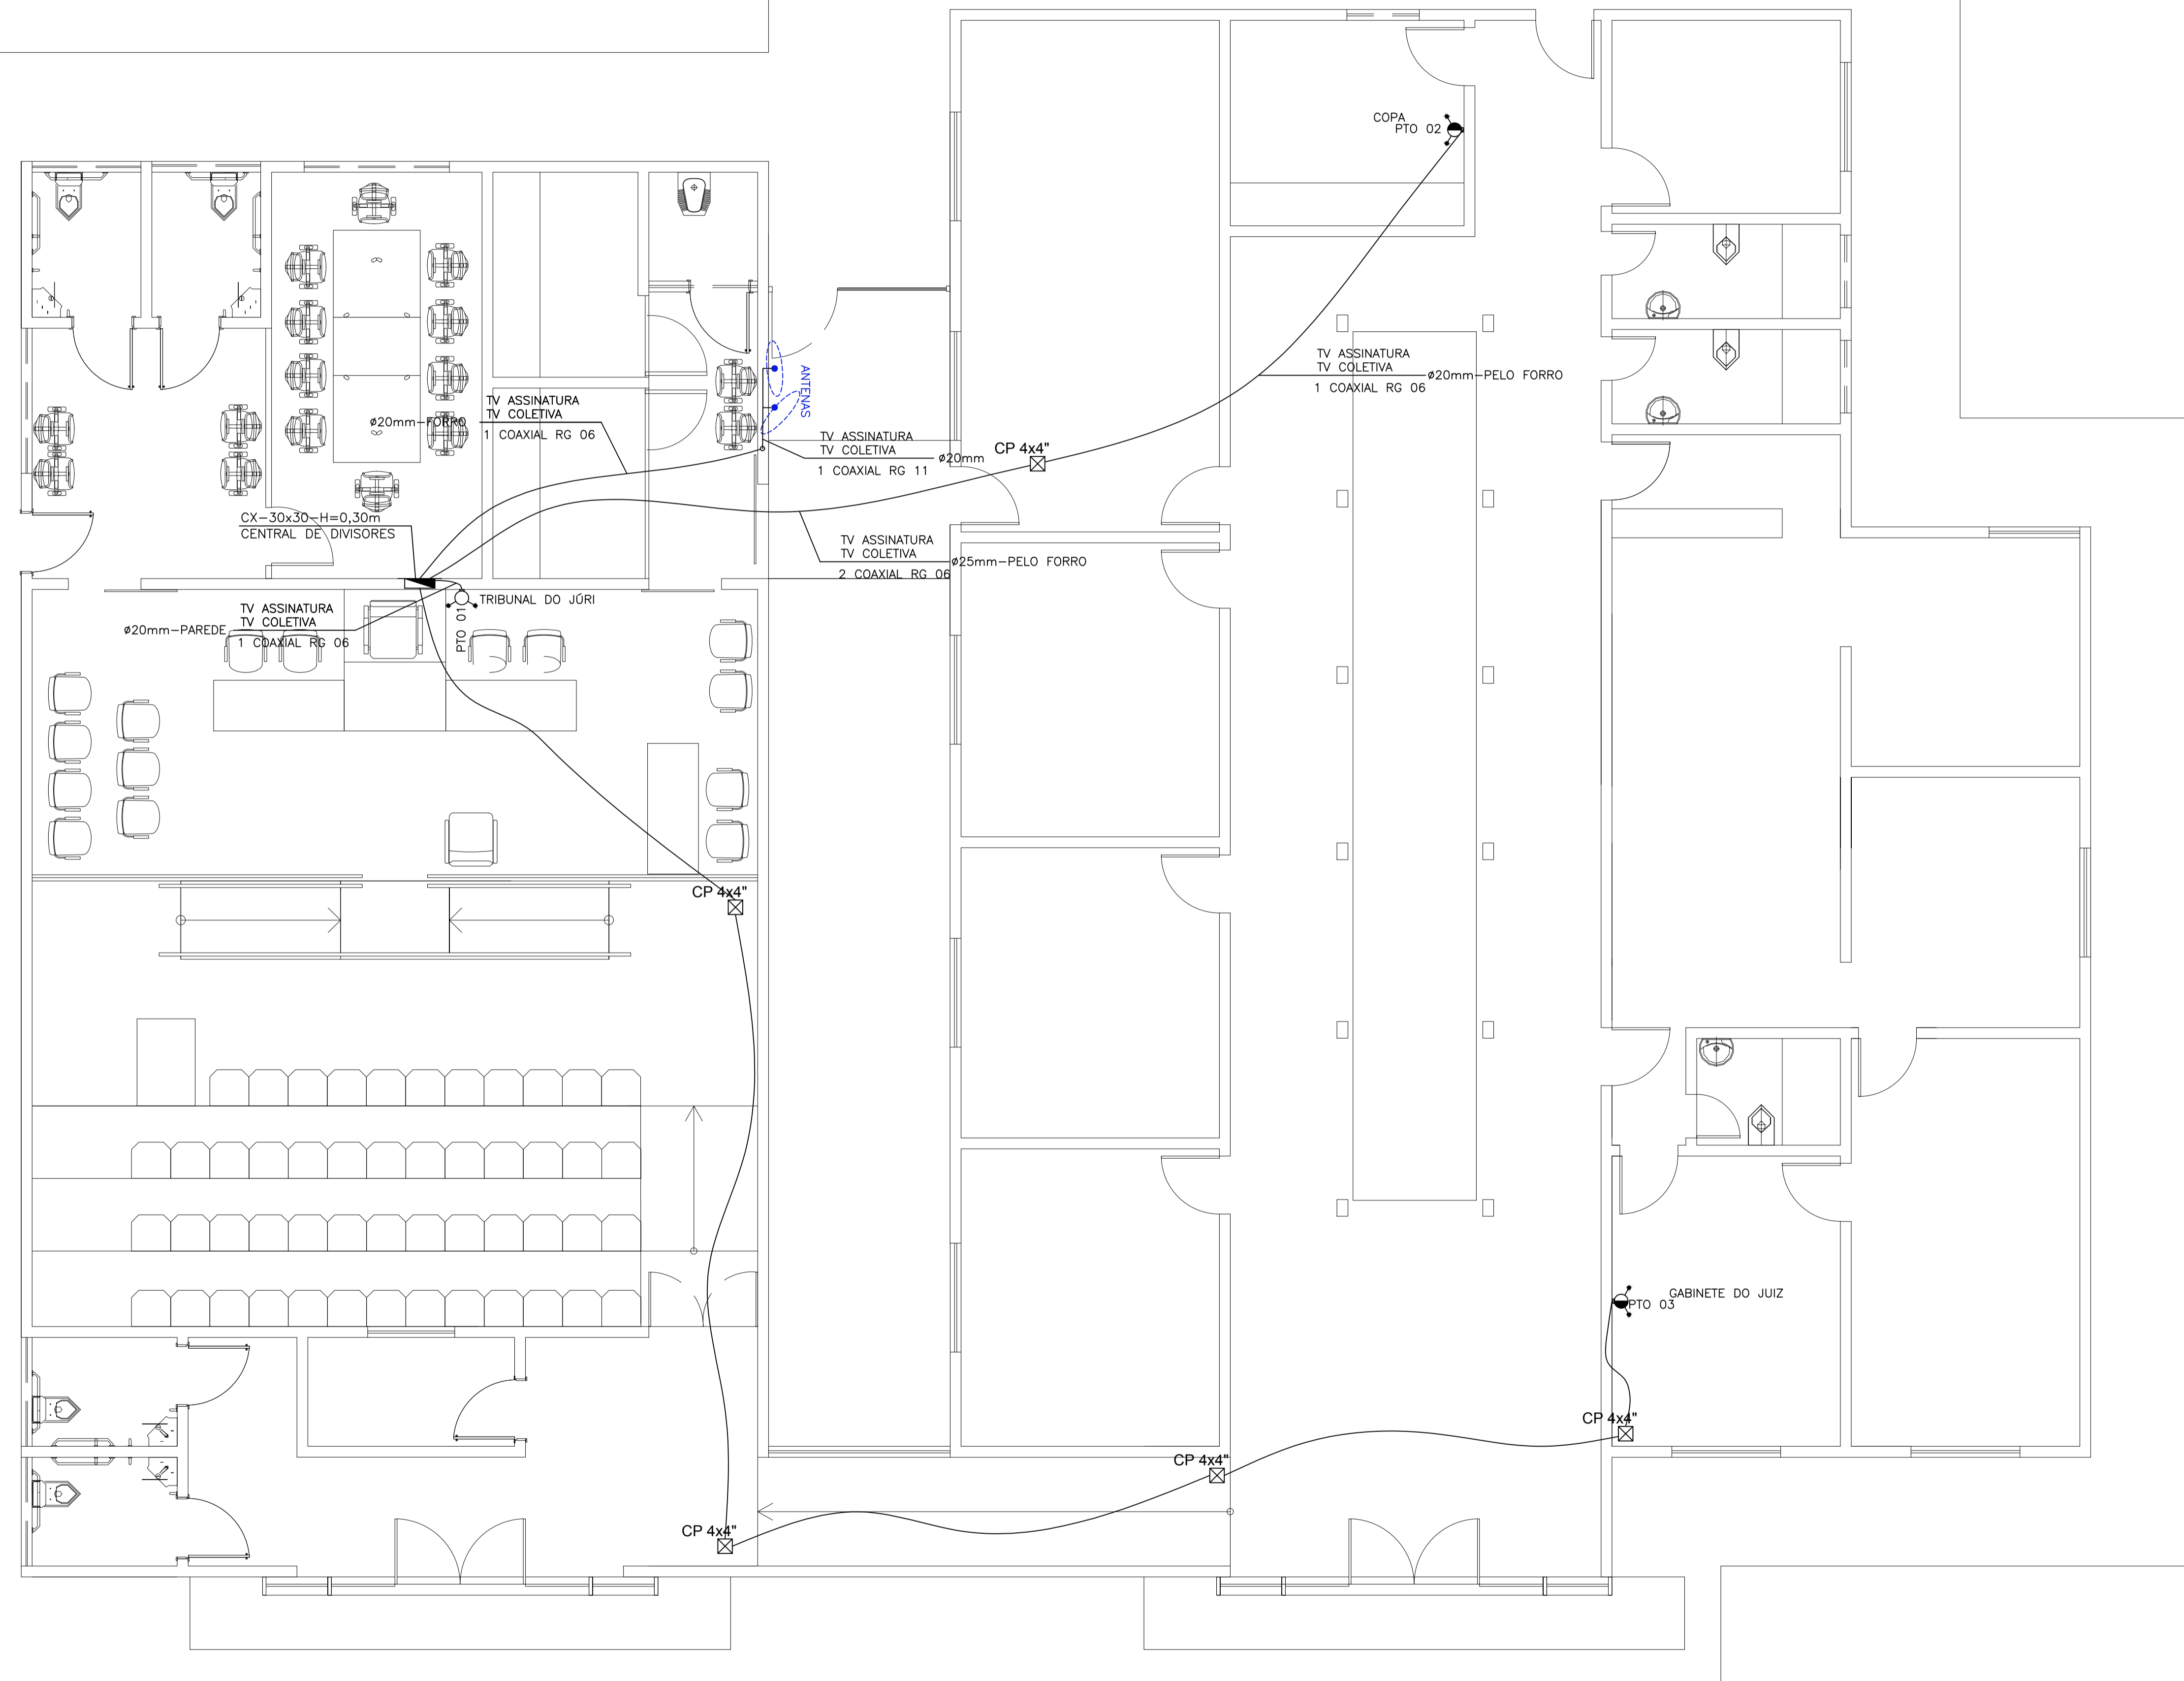 COPA
PTO 02
TV ASSINATURA
TV COLETIVA
ø20mm-PELO FORRO
1 COAXIAL RG 06
ANTENAS
TV ASSINATURA
TV COLETIVA
ø20mm-FORRO
1 COAXIAL RG 06
TV ASSINATURA
TV COLETIVA
ø20mm
1 COAXIAL RG 11
CP 4x4"
CX-30x30-H=0,30m
CENTRAL DE DIVISORES
TV ASSINATURA
TV COLETIVA
ø25mm-PELO FORRO
2 COAXIAL RG 06
TRIBUNAL DO JÚRI
PTO 01
TV ASSINATURA
TV COLETIVA
ø20mm-PAREDE
1 COAXIAL RG 06
CP 4x4"
GABINETE DO JUIZ
PTO 03
CP 4x4"
CP 4x4"
CP 4x4"